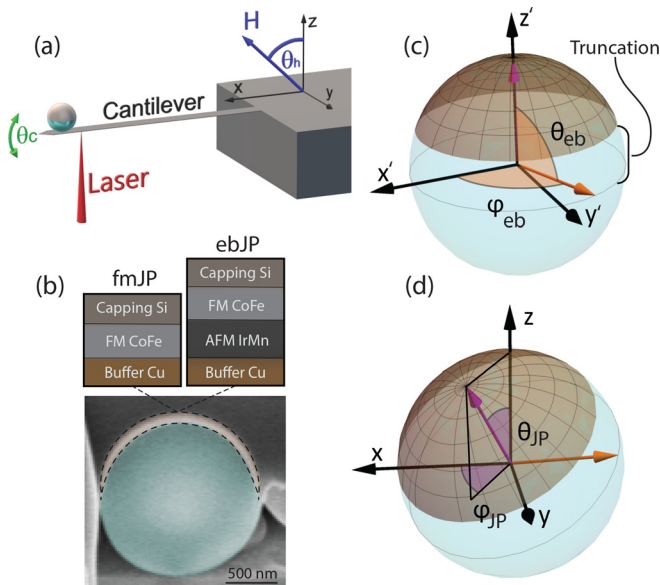 (a)
H
z
θh
x
y
Cantilever
θc
Laser
(b)
fmJP
Capping Si
FM CoFe
Buffer Cu
ebJP
Capping Si
FM CoFe
AFM IrMn
Buffer Cu
500 nm
(c)
z'
Truncation
θeb
x'
φeb
y'
(d)
z
θJP
x
φJP
y